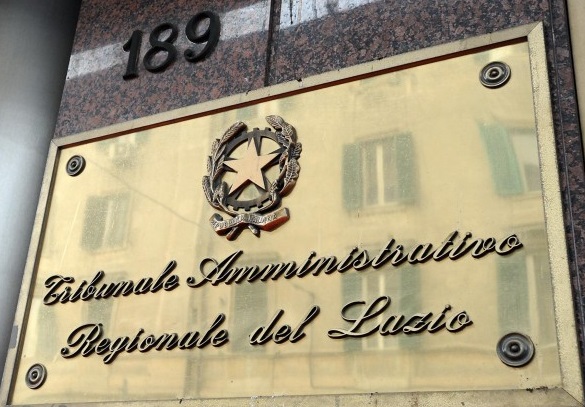 189
Tribunale Amministrativo
Regionale del Lazio